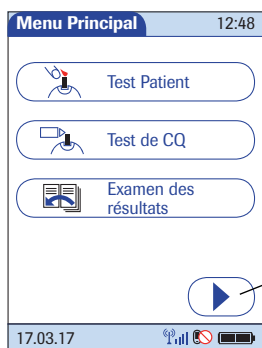 Menu Principal 12:48
Test Patient
Test de CQ
Examen des
résultats
17.03.17